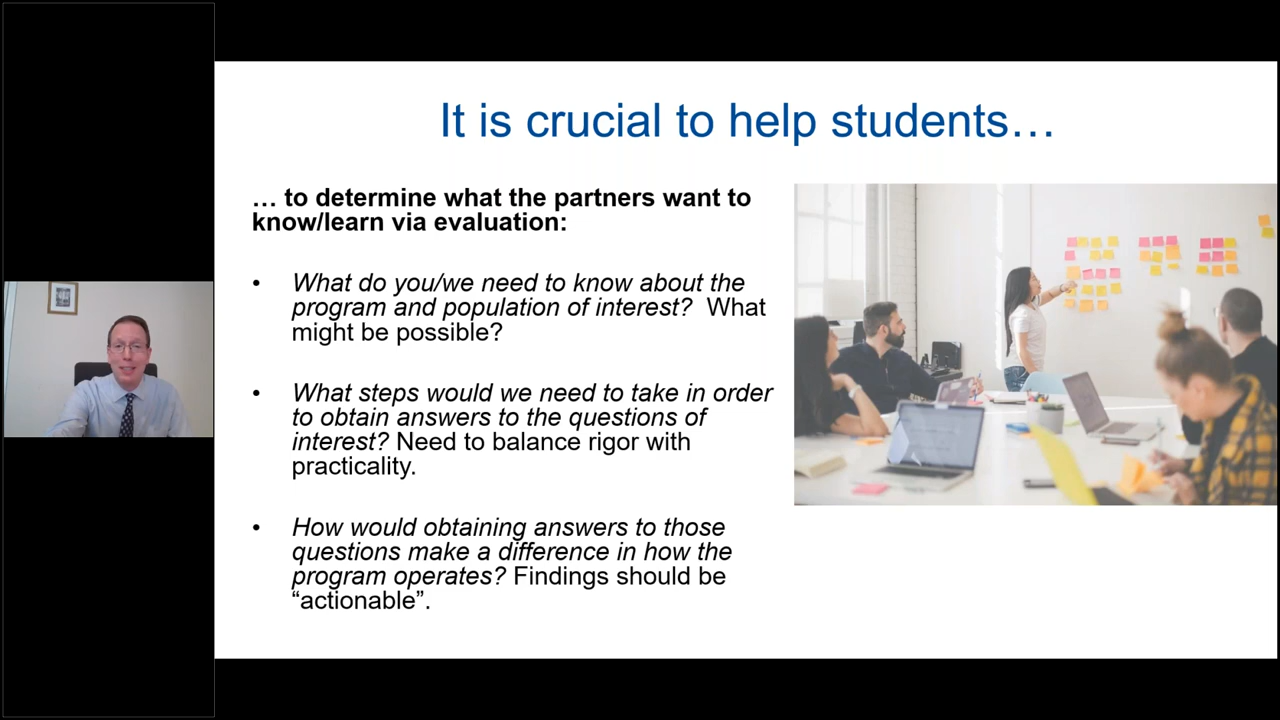 It is crucial to help students…
… to determine what the partners want to
know/learn via evaluation:
• What do you/we need to know about the
program and population of interest? What
might be possible?
• What steps would we need to take in order
to obtain answers to the questions of
interest? Need to balance rigor with
practicality.
• How would obtaining answers to those
questions make a difference in how the
program operates? Findings should be
“actionable”.